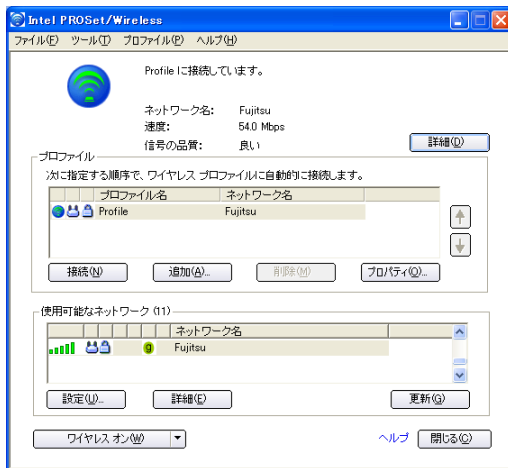 Intel PROSet/Wireless
ファイル(F) ツール(T) プロファイル(P) ヘルプ(H)
Profile に接続しています。
ネットワーク名: Fujitsu
速度: 54.0 Mbps
信号の品質: 良い
詳細(D)
プロファイル
次に指定する順序で、ワイヤレス プロファイルに自動的に接続します。
プロファイル名 ネットワーク名
Profile Fujitsu
接続(N) 追加(A)... 削除(M) プロパティ(O)...
使用可能なネットワーク (11)
ネットワーク名
g Fujitsu
設定(U)... 詳細(E) 更新(G)
ワイヤレス オン(W) ヘルプ 閉じる(C)